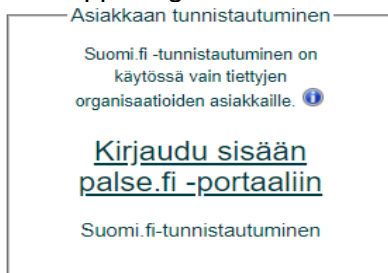 Asiakkaan tunnistautuminen
Suomi.fi -tunnistautuminen on
käytössä vain tiettyjen
organisaatioiden asiakkaille.
Kirjaudu sisään
palse.fi -portaaliin
Suomi.fi-tunnistautuminen